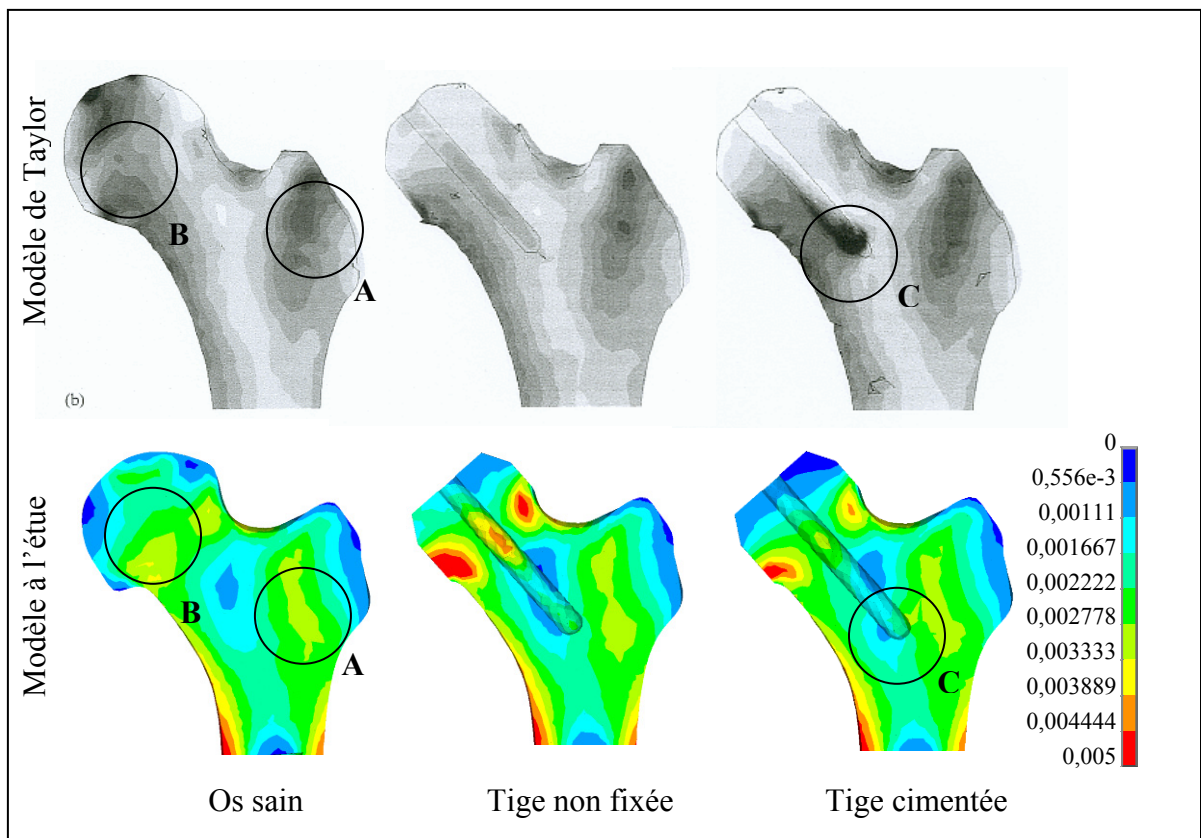 Modèle de Taylor
B
A
C
(b)
Modèle à l'étue
B
A
C
0
0,556e-3
0,00111
0,001667
0,002222
0,002778
0,003333
0,003889
0,004444
0,005
Os sain
Tige non fixée
Tige cimentée